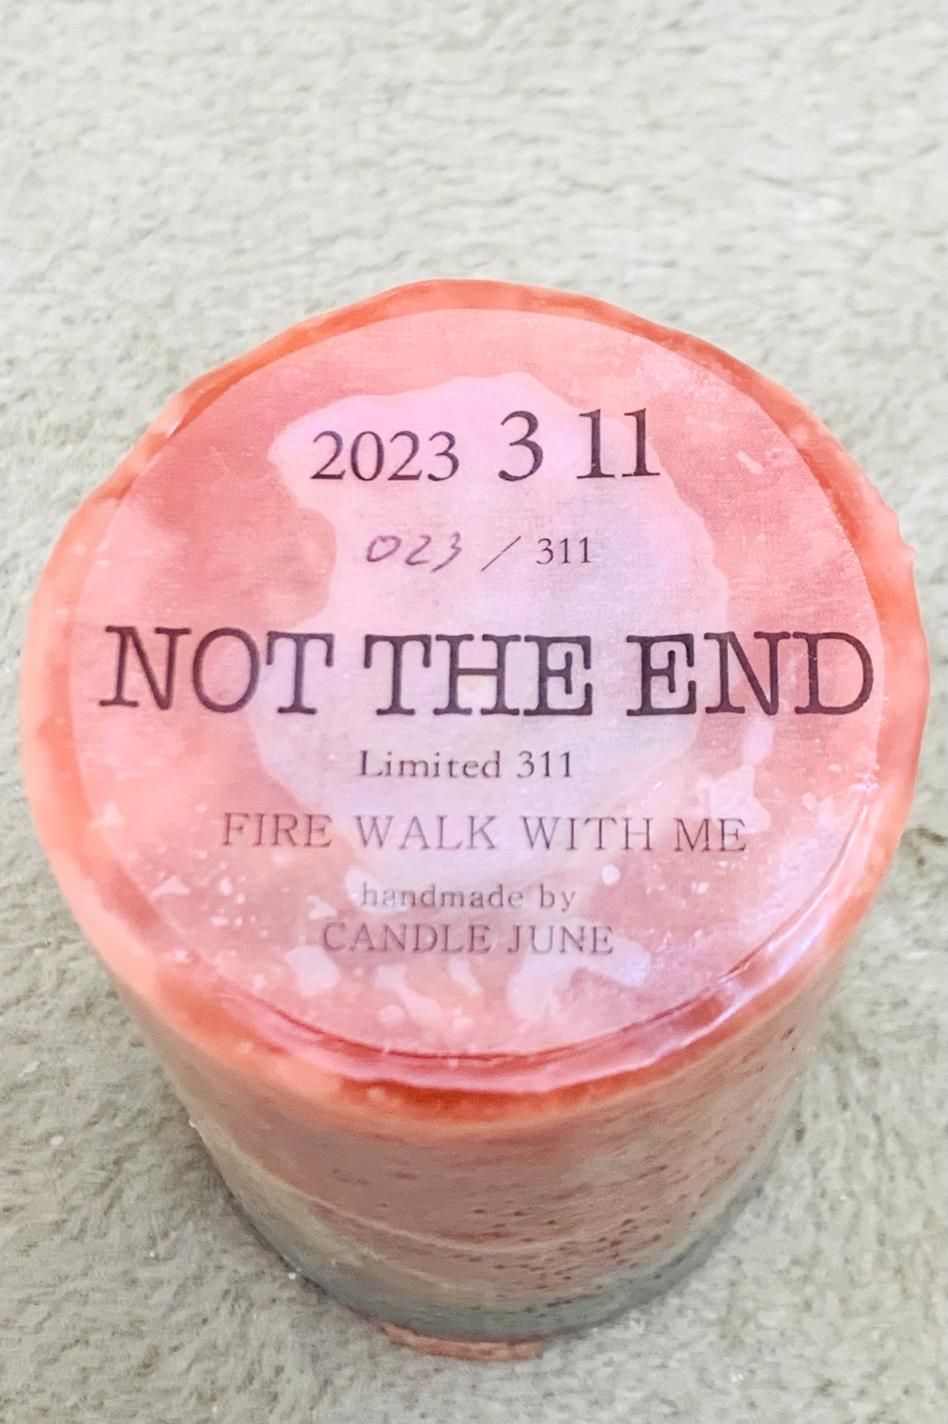 2023 3 11
023 / 311
NOT THE END
Limited 311
FIRE WALK WITH ME
handmade by
CANDLE JUNE